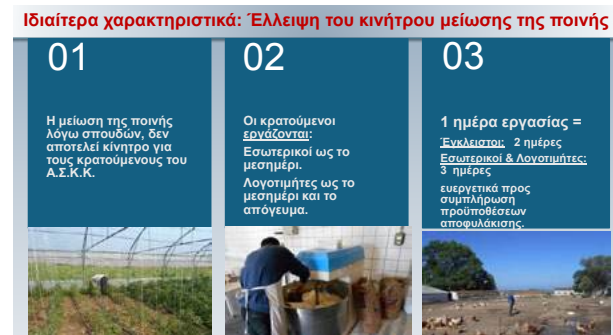 Ιδιαίτερα χαρακτηριστικά: Έλλειψη του κινήτρου μείωσης της ποινής
01
Η μείωση της ποινής
λόγω σπουδών, δεν
αποτελεί κίνητρο για
τους κρατούμενους του
Α.Σ.Κ.Κ.
02
Οι κρατούμενοι
εργάζονται:
Εσωτερικοί ως το
μεσημέρι.
Λογοτιμήτες ως το
μεσημέρι και το
απόγευμα.
03
1 ημέρα εργασίας =
Έγκλειστοι: 2 ημέρες
Εσωτερικοί & Λογοτιμήτες:
3 ημέρες
ευεργετικά προς
συμπλήρωση
προϋποθέσεων
αποφυλάκισης.